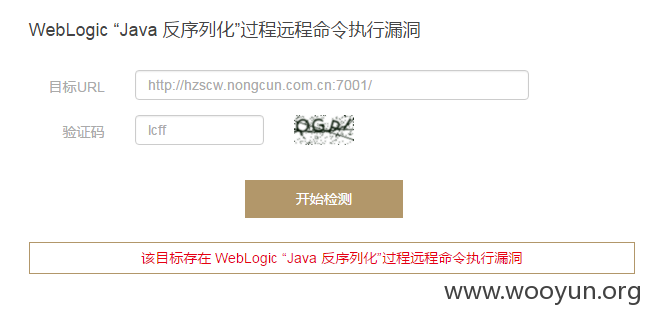 WebLogic “Java 反序列化”过程远程命令执行漏洞
目标URL http://hzscw.nongcun.com.cn:7001/
验证码 lcff
开始检测
该目标存在 WebLogic “Java 反序列化”过程远程命令执行漏洞
www.wooyun.org